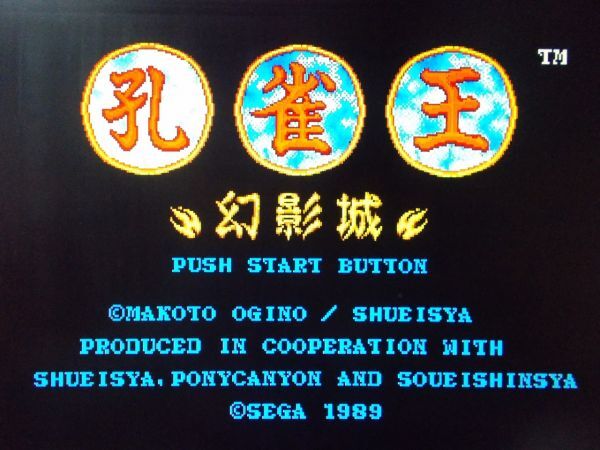 孔雀王
TM
幻影城
PUSH START BUTTON
©MAKOTO OGINO / SHUEISYA
PRODUCED IN COOPERATION WITH
SHUEISYA,PONYCANYON AND SOUEISHINSYA
©SEGA 1989